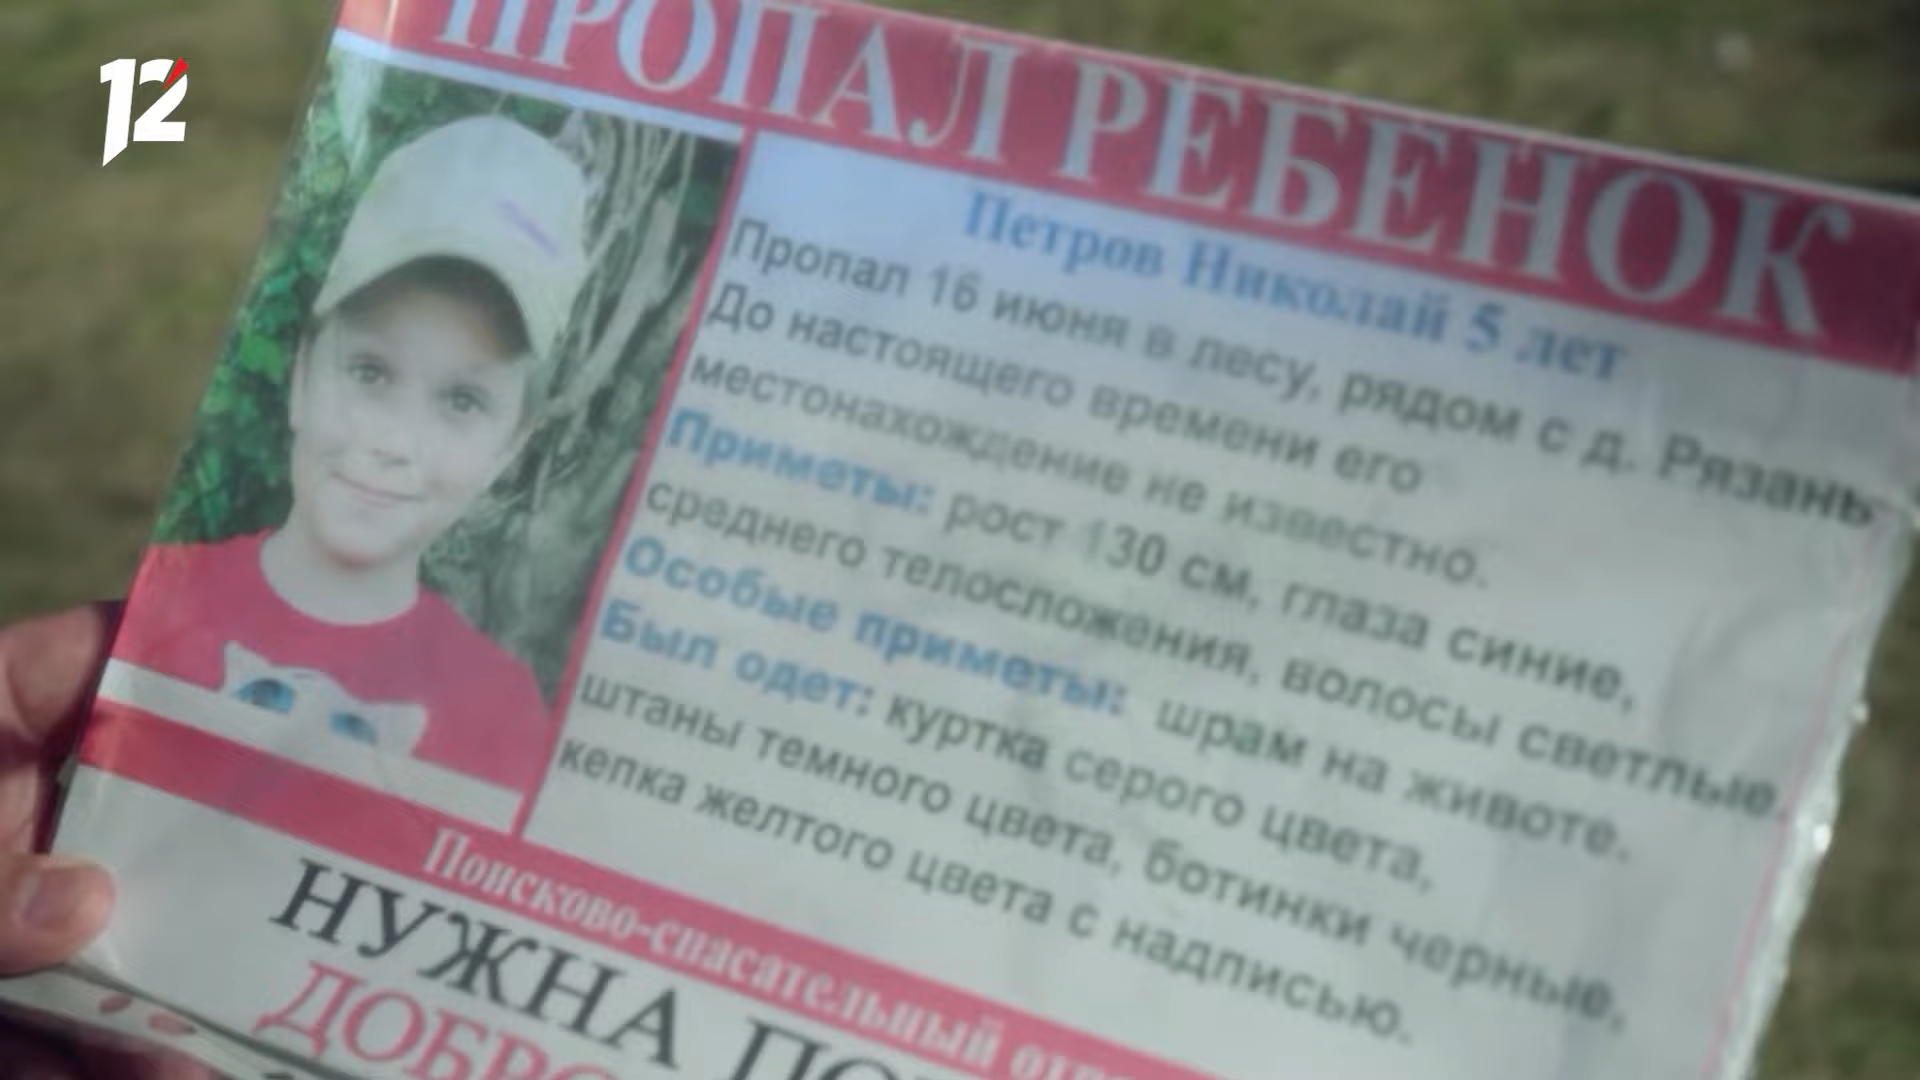 12
ПРОПАЛ РЕБЕНОК
Петров Николай 5 лет
Пропал 16 июня в лесу, рядом с д. Рязань
До настоящего времени его
местонахождение не известно.
Приметы: рост 130 см, глаза синие,
среднего телосложения, волосы светлые
Особые приметы: шрам на животе.
Был одет: куртка серого цвета,
штаны темного цвета, ботинки черные,
кепка желтого цвета с надписью.
Поисково-спасательный
НУЖНА